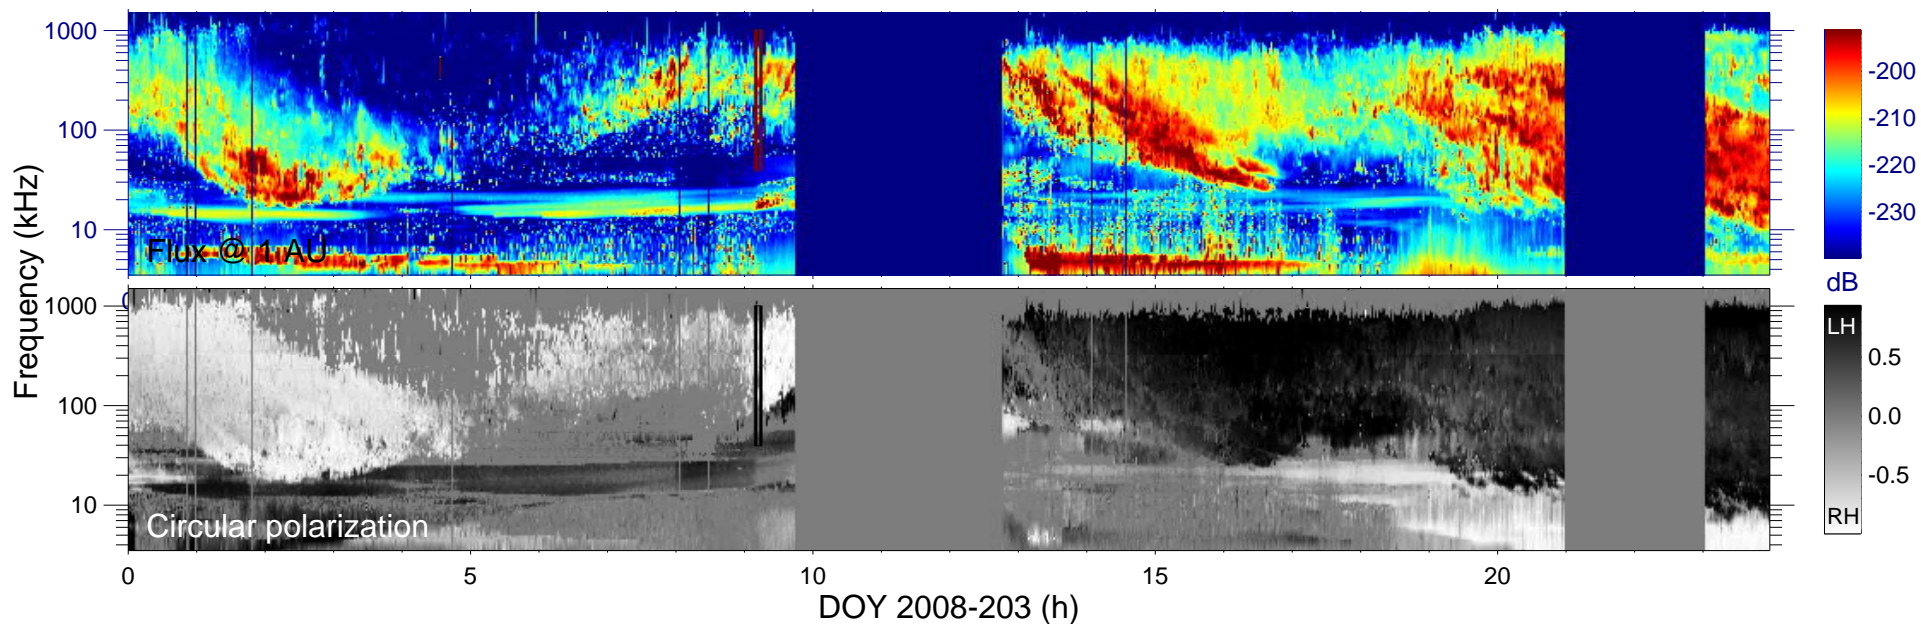 1000
100
10
Flux @ 1 AU
-200
-210
-220
-230
dB
Frequency (kHz)
0
1000
100
10
Circular polarization
LH
0.5
0.0
-0.5
RH
0
5
10
15
20
DOY 2008-203 (h)